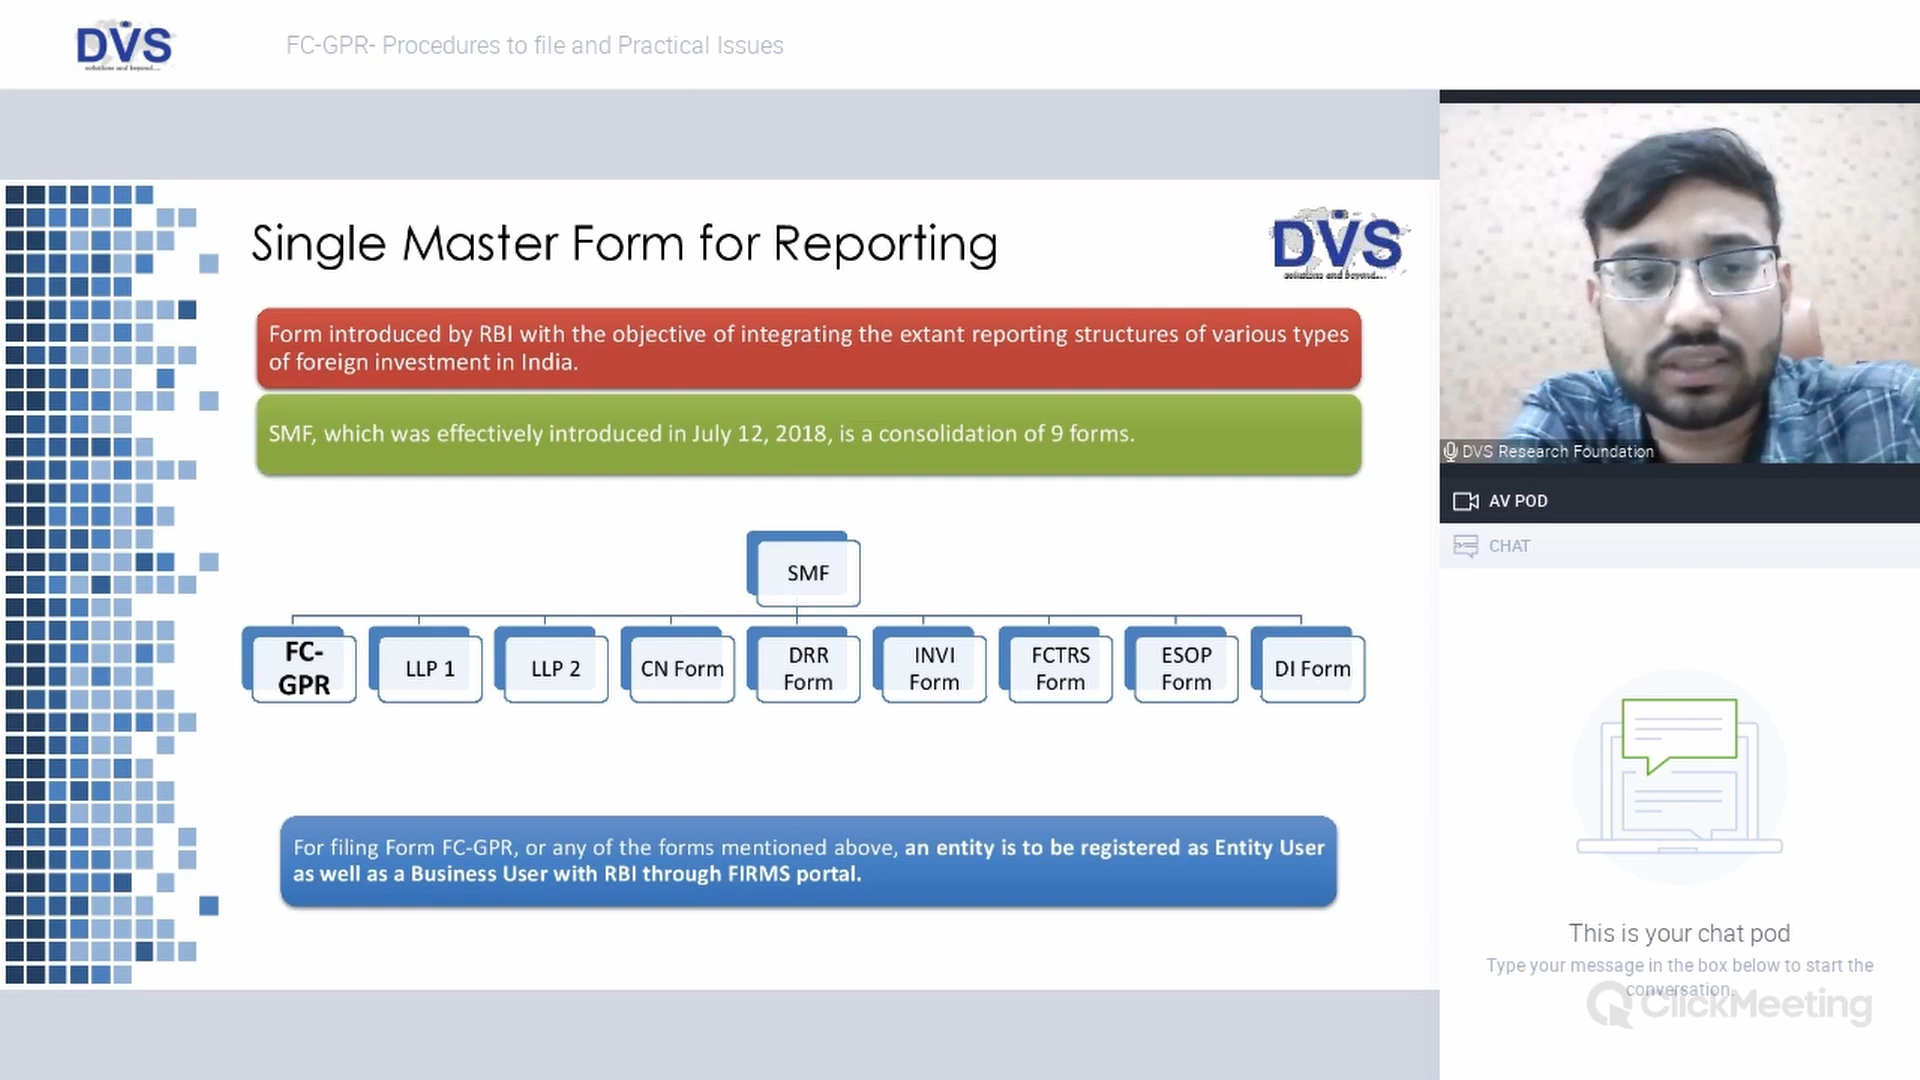 DVS
solutions and beyond...
FC-GPR- Procedures to file and Practical Issues
Single Master Form for Reporting
DVS
solutions and beyond...
Form introduced by RBI with the objective of integrating the extant reporting structures of various types
of foreign investment in India.
SMF, which was effectively introduced in July 12, 2018, is a consolidation of 9 forms.
SMF
FC-
GPR
LLP 1
LLP 2
CN Form
DRR
Form
INVI
Form
FCTRS
Form
ESOP
Form
DI Form
For filing Form FC-GPR, or any of the forms mentioned above, an entity is to be registered as Entity User
as well as a Business User with RBI through FIRMS portal.
DVS Research Foundation
AV POD
CHAT
This is your chat pod
Type your message in the box below to start the
conversation.
ClickMeeting